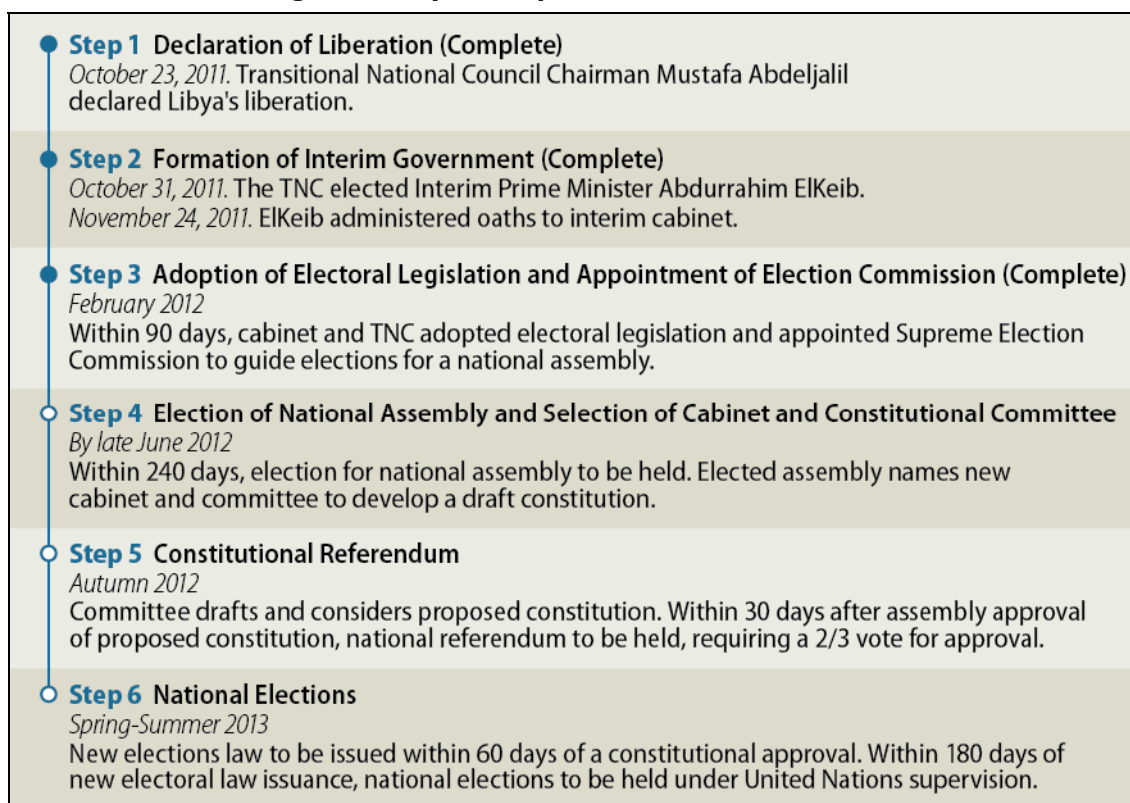 Step 1 Declaration of Liberation (Complete)
October 23, 2011. Transitional National Council Chairman Mustafa Abdeljalil
declared Libya's liberation.
Step 2 Formation of Interim Government (Complete)
October 31, 2011. The TNC elected Interim Prime Minister Abdurrahim ElKeib.
November 24, 2011. ElKeib administered oaths to interim cabinet.
Step 3 Adoption of Electoral Legislation and Appointment of Election Commission (Complete)
February 2012
Within 90 days, cabinet and TNC adopted electoral legislation and appointed Supreme Election
Commission to guide elections for a national assembly.
Step 4 Election of National Assembly and Selection of Cabinet and Constitutional Committee
By late June 2012
Within 240 days, election for national assembly to be held. Elected assembly names new
cabinet and committee to develop a draft constitution.
Step 5 Constitutional Referendum
Autumn 2012
Committee drafts and considers proposed constitution. Within 30 days after assembly approval
of proposed constitution, national referendum to be held, requiring a 2/3 vote for approval.
Step 6 National Elections
Spring-Summer 2013
New elections law to be issued within 60 days of a constitutional approval. Within 180 days of
new electoral law issuance, national elections to be held under United Nations supervision.